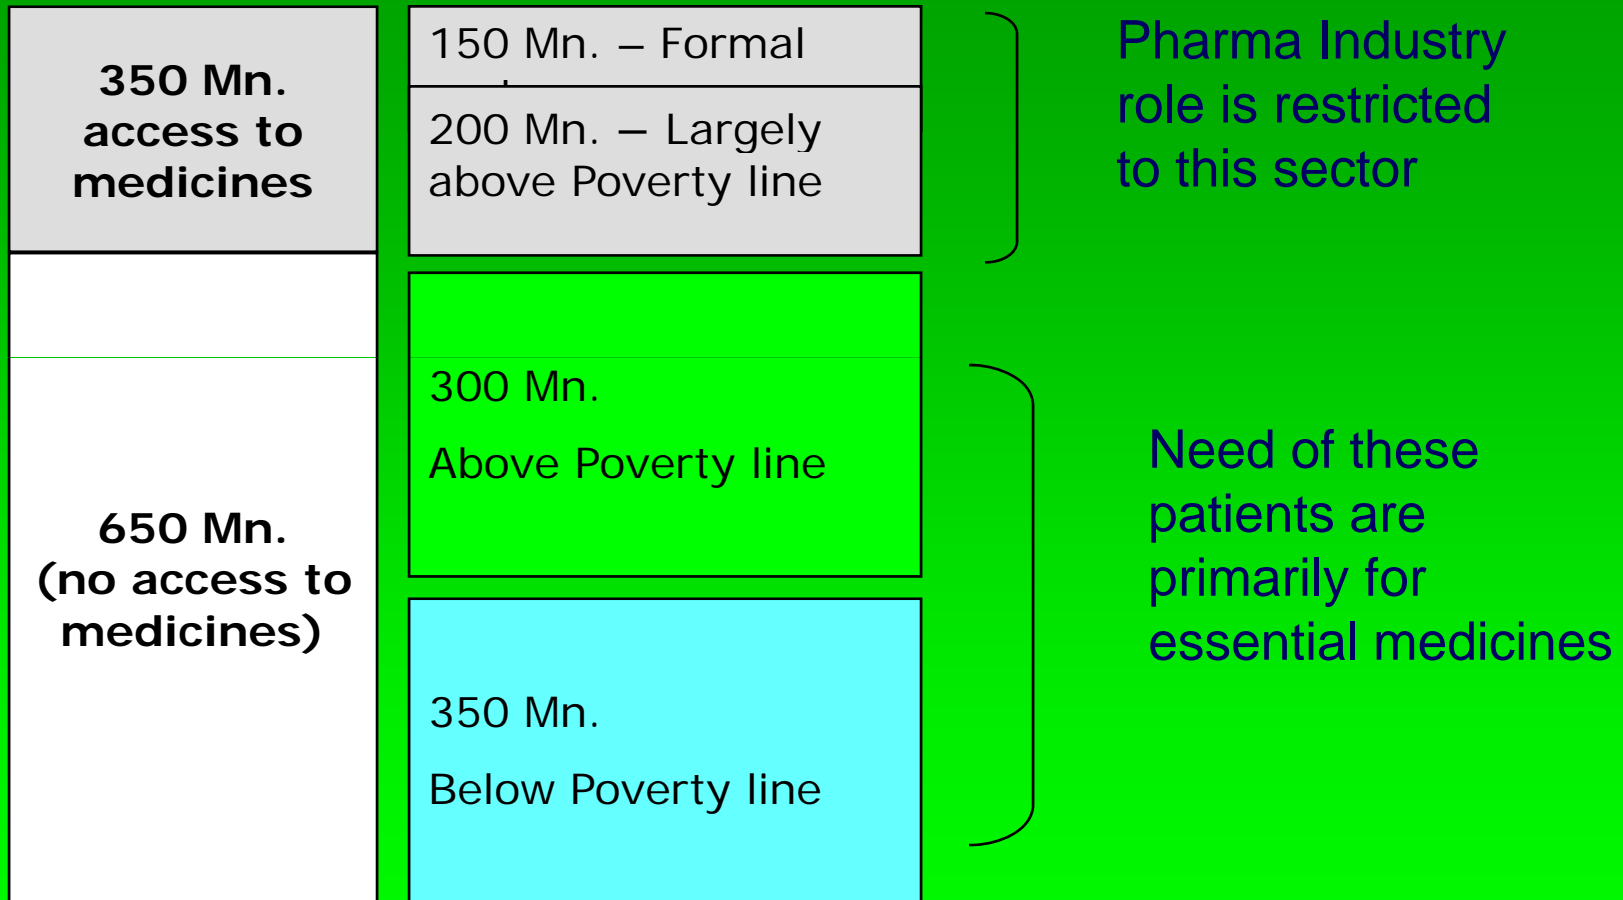 350 Mn.
access to
medicines
150 Mn. – Formal
200 Mn. – Largely
above Poverty line
Pharma Industry
role is restricted
to this sector
650 Mn.
(no access to
medicines)
300 Mn.
Above Poverty line
350 Mn.
Below Poverty line
Need of these
patients are
primarily for
essential medicines